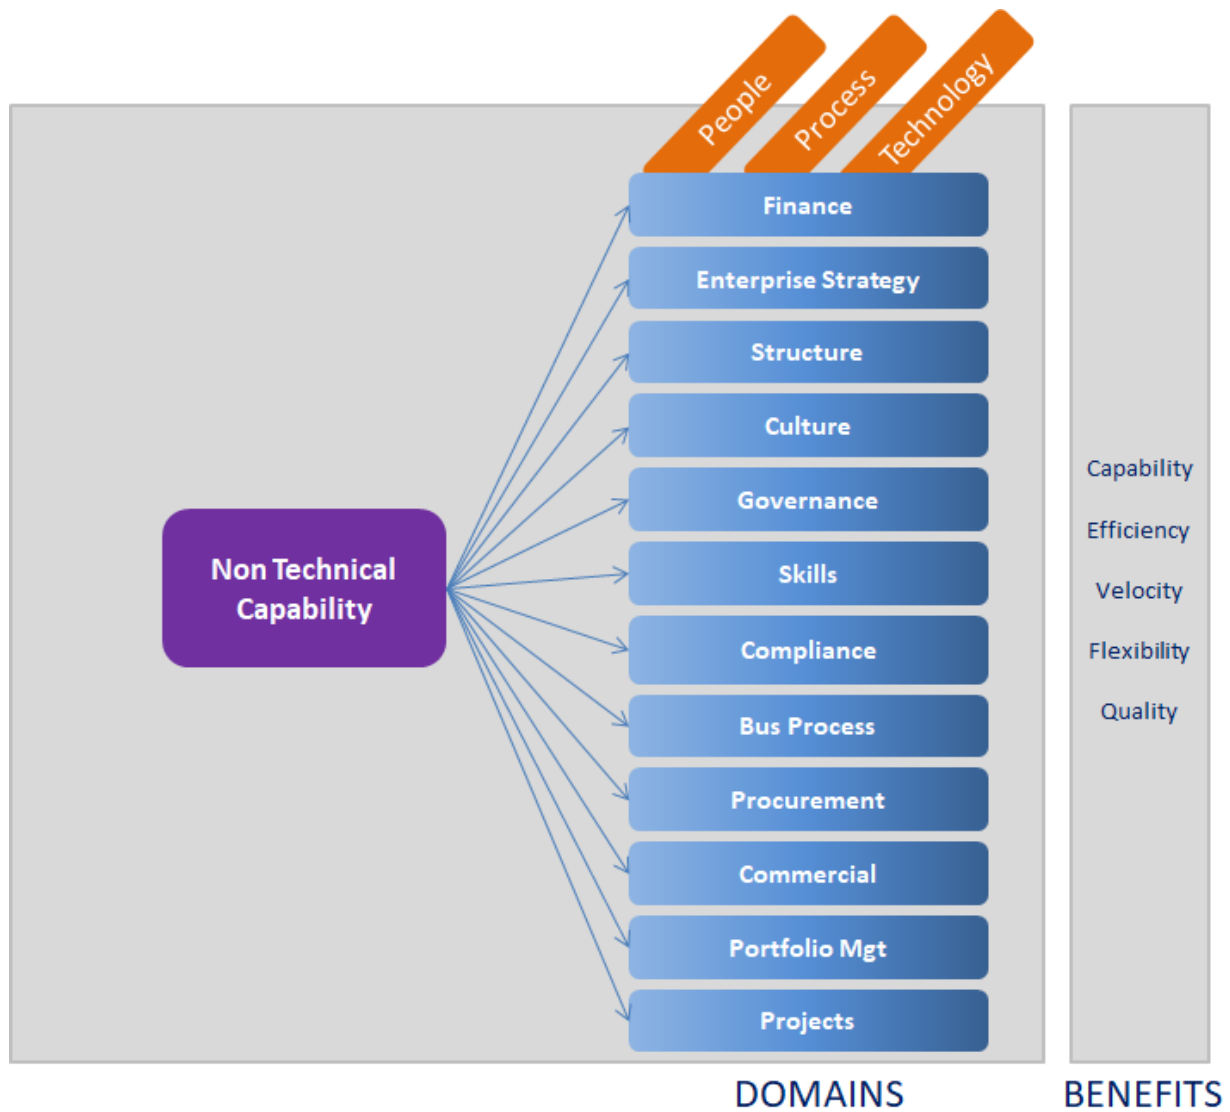 People
Process
Technology
Finance
Enterprise Strategy
Structure
Culture
Governance
Skills
Compliance
Bus Process
Procurement
Commercial
Portfolio Mgt
Projects
Non Technical
Capability
Capability
Efficiency
Velocity
Flexibility
Quality
DOMAINS
BENEFITS